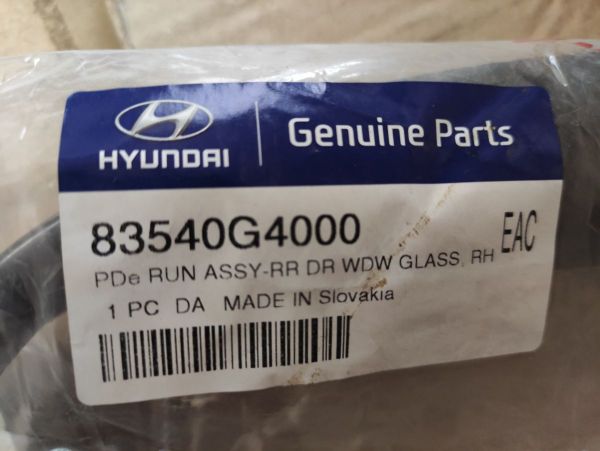 HYUNDAI
Genuine Parts
83540G4000
PDe RUN ASSY-RR DR WDW GLASS, RH
EAC
1 PC DA MADE IN Slovakia